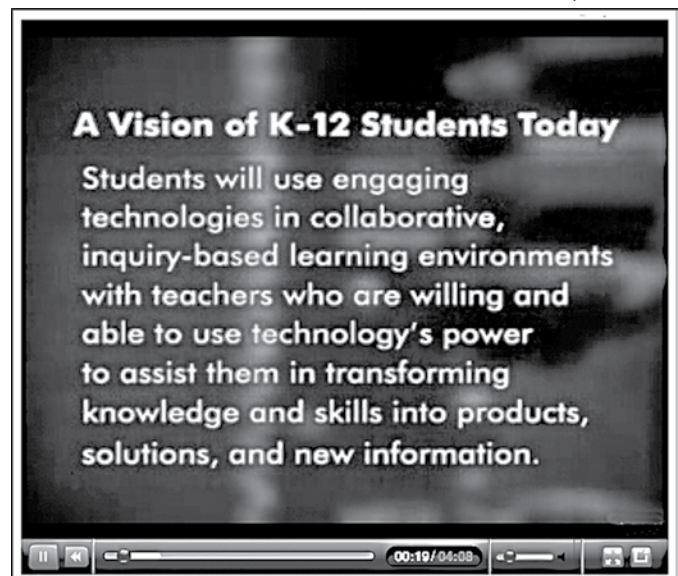 A Vision of K-12 Students Today
Students will use engaging
technologies in collaborative,
inquiry-based learning environments
with teachers who are willing and
able to use technology's power
to assist them in transforming
knowledge and skills into products,
solutions, and new information.
00:19/04:08